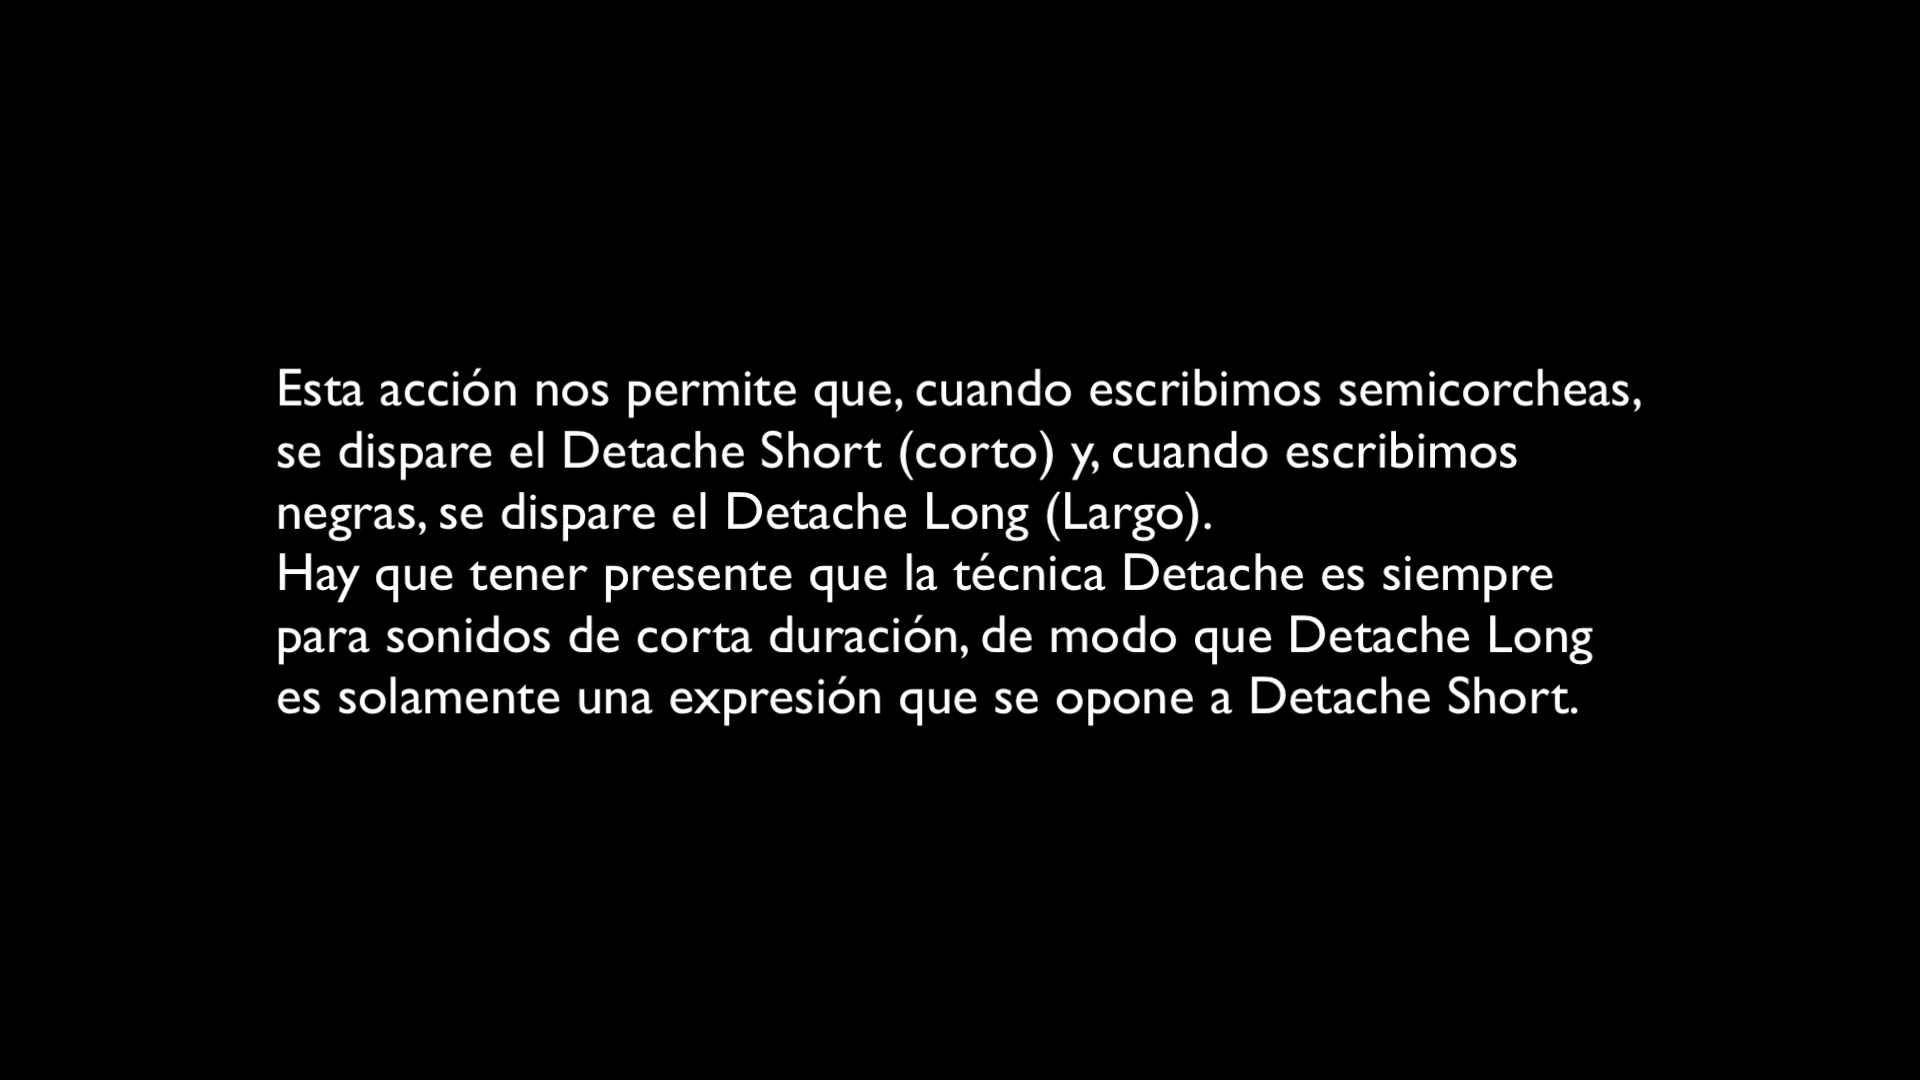 Esta acción nos permite que, cuando escribimos semicorcheas,
se dispare el Detache Short (corto) y, cuando escribimos
negras, se dispare el Detache Long (Largo).
Hay que tener presente que la técnica Detache es siempre
para sonidos de corta duración, de modo que Detache Long
es solamente una expresión que se opone a Detache Short.